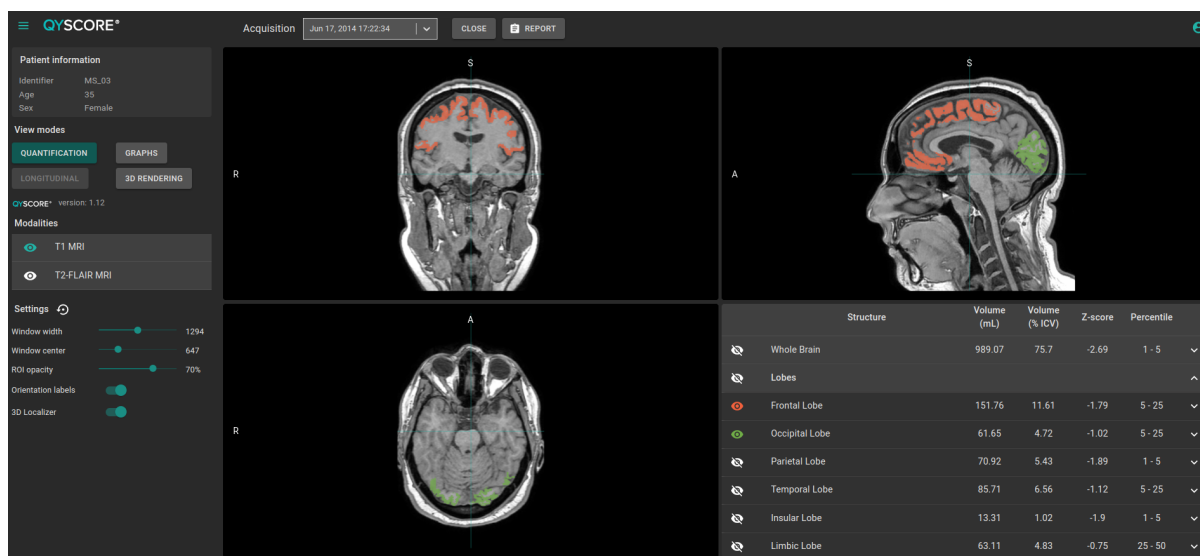 QYSCORE®
Acquisition Jun 17, 2014 17:22:34 CLOSE REPORT
Patient information
Identifier MS_03
Age 35
Sex Female
View modes
QUANTIFICATION GRAPHS
LONGITUDINAL 3D RENDERING
QYSCORE® version: 1.12
Modalities
T1 MRI
T2-FLAIR MRI
Settings
Window width 1294
Window center 647
ROI opacity 70%
Orientation labels
3D Localizer
S
R
S
A
A
R
Structure Volume (mL) Volume (% ICV) Z-score Percentile
Whole Brain 989.07 75.7 -2.69 1 - 5
Lobes
Frontal Lobe 151.76 11.61 -1.79 5 - 25
Occipital Lobe 61.65 4.72 -1.02 5 - 25
Parietal Lobe 70.92 5.43 -1.89 1 - 5
Temporal Lobe 85.71 6.56 -1.12 5 - 25
Insular Lobe 13.31 1.02 -1.9 1 - 5
Limbic Lobe 63.11 4.83 -0.75 25 - 50